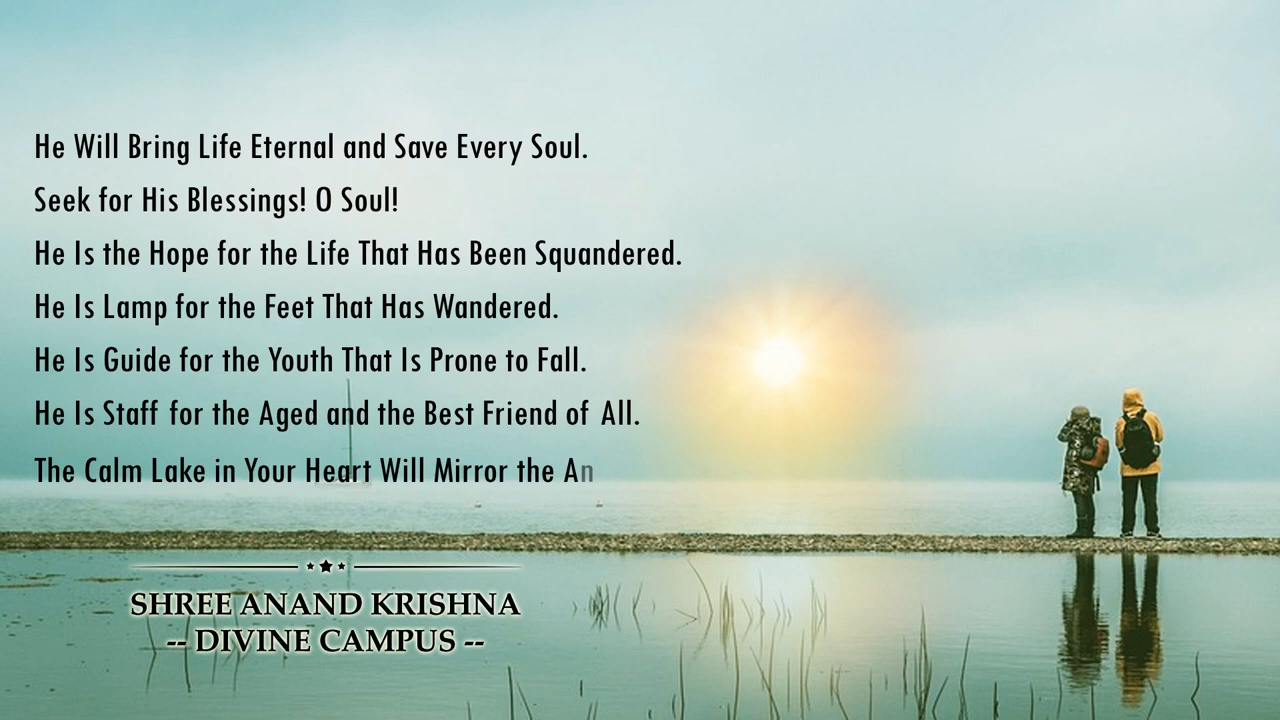 He Will Bring Life Eternal and Save Every Soul.
Seek for His Blessings! O Soul!
He Is the Hope for the Life That Has Been Squandered.
He Is Lamp for the Feet That Has Wandered.
He Is Guide for the Youth That Is Prone to Fall.
He Is Staff for the Aged and the Best Friend of All.
The Calm Lake in Your Heart Will Mirror the An
SHREE ANAND KRISHNA
-- DIVINE CAMPUS --